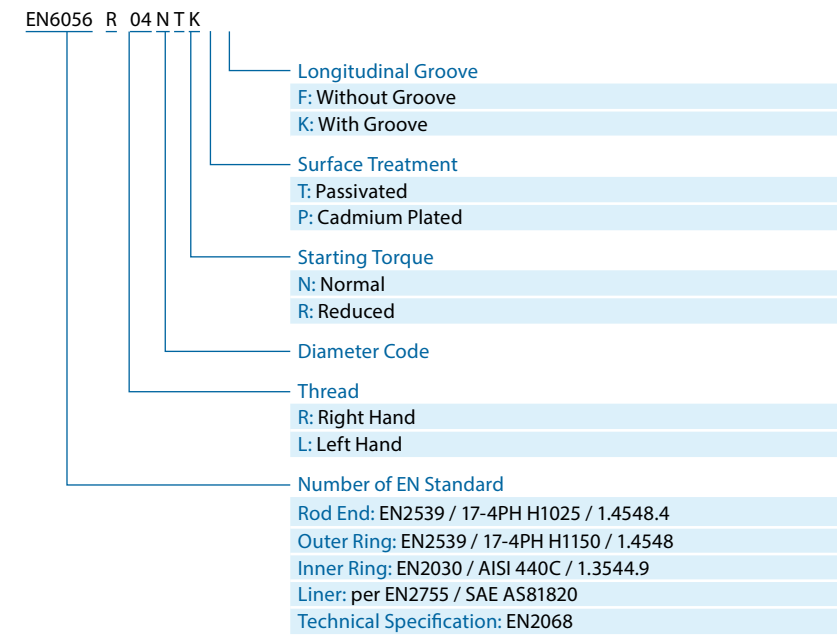 EN6056 R 04 N T K
Longitudinal Groove
F: Without Groove
K: With Groove
Surface Treatment
T: Passivated
P: Cadmium Plated
Starting Torque
N: Normal
R: Reduced
Diameter Code
Thread
R: Right Hand
L: Left Hand
Number of EN Standard
Rod End: EN2539 / 17-4PH H1025 / 1.4548.4
Outer Ring: EN2539 / 17-4PH H1150 / 1.4548
Inner Ring: EN2030 / AISI 440C / 1.3544.9
Liner: per EN2755 / SAE AS81820
Technical Specification: EN2068